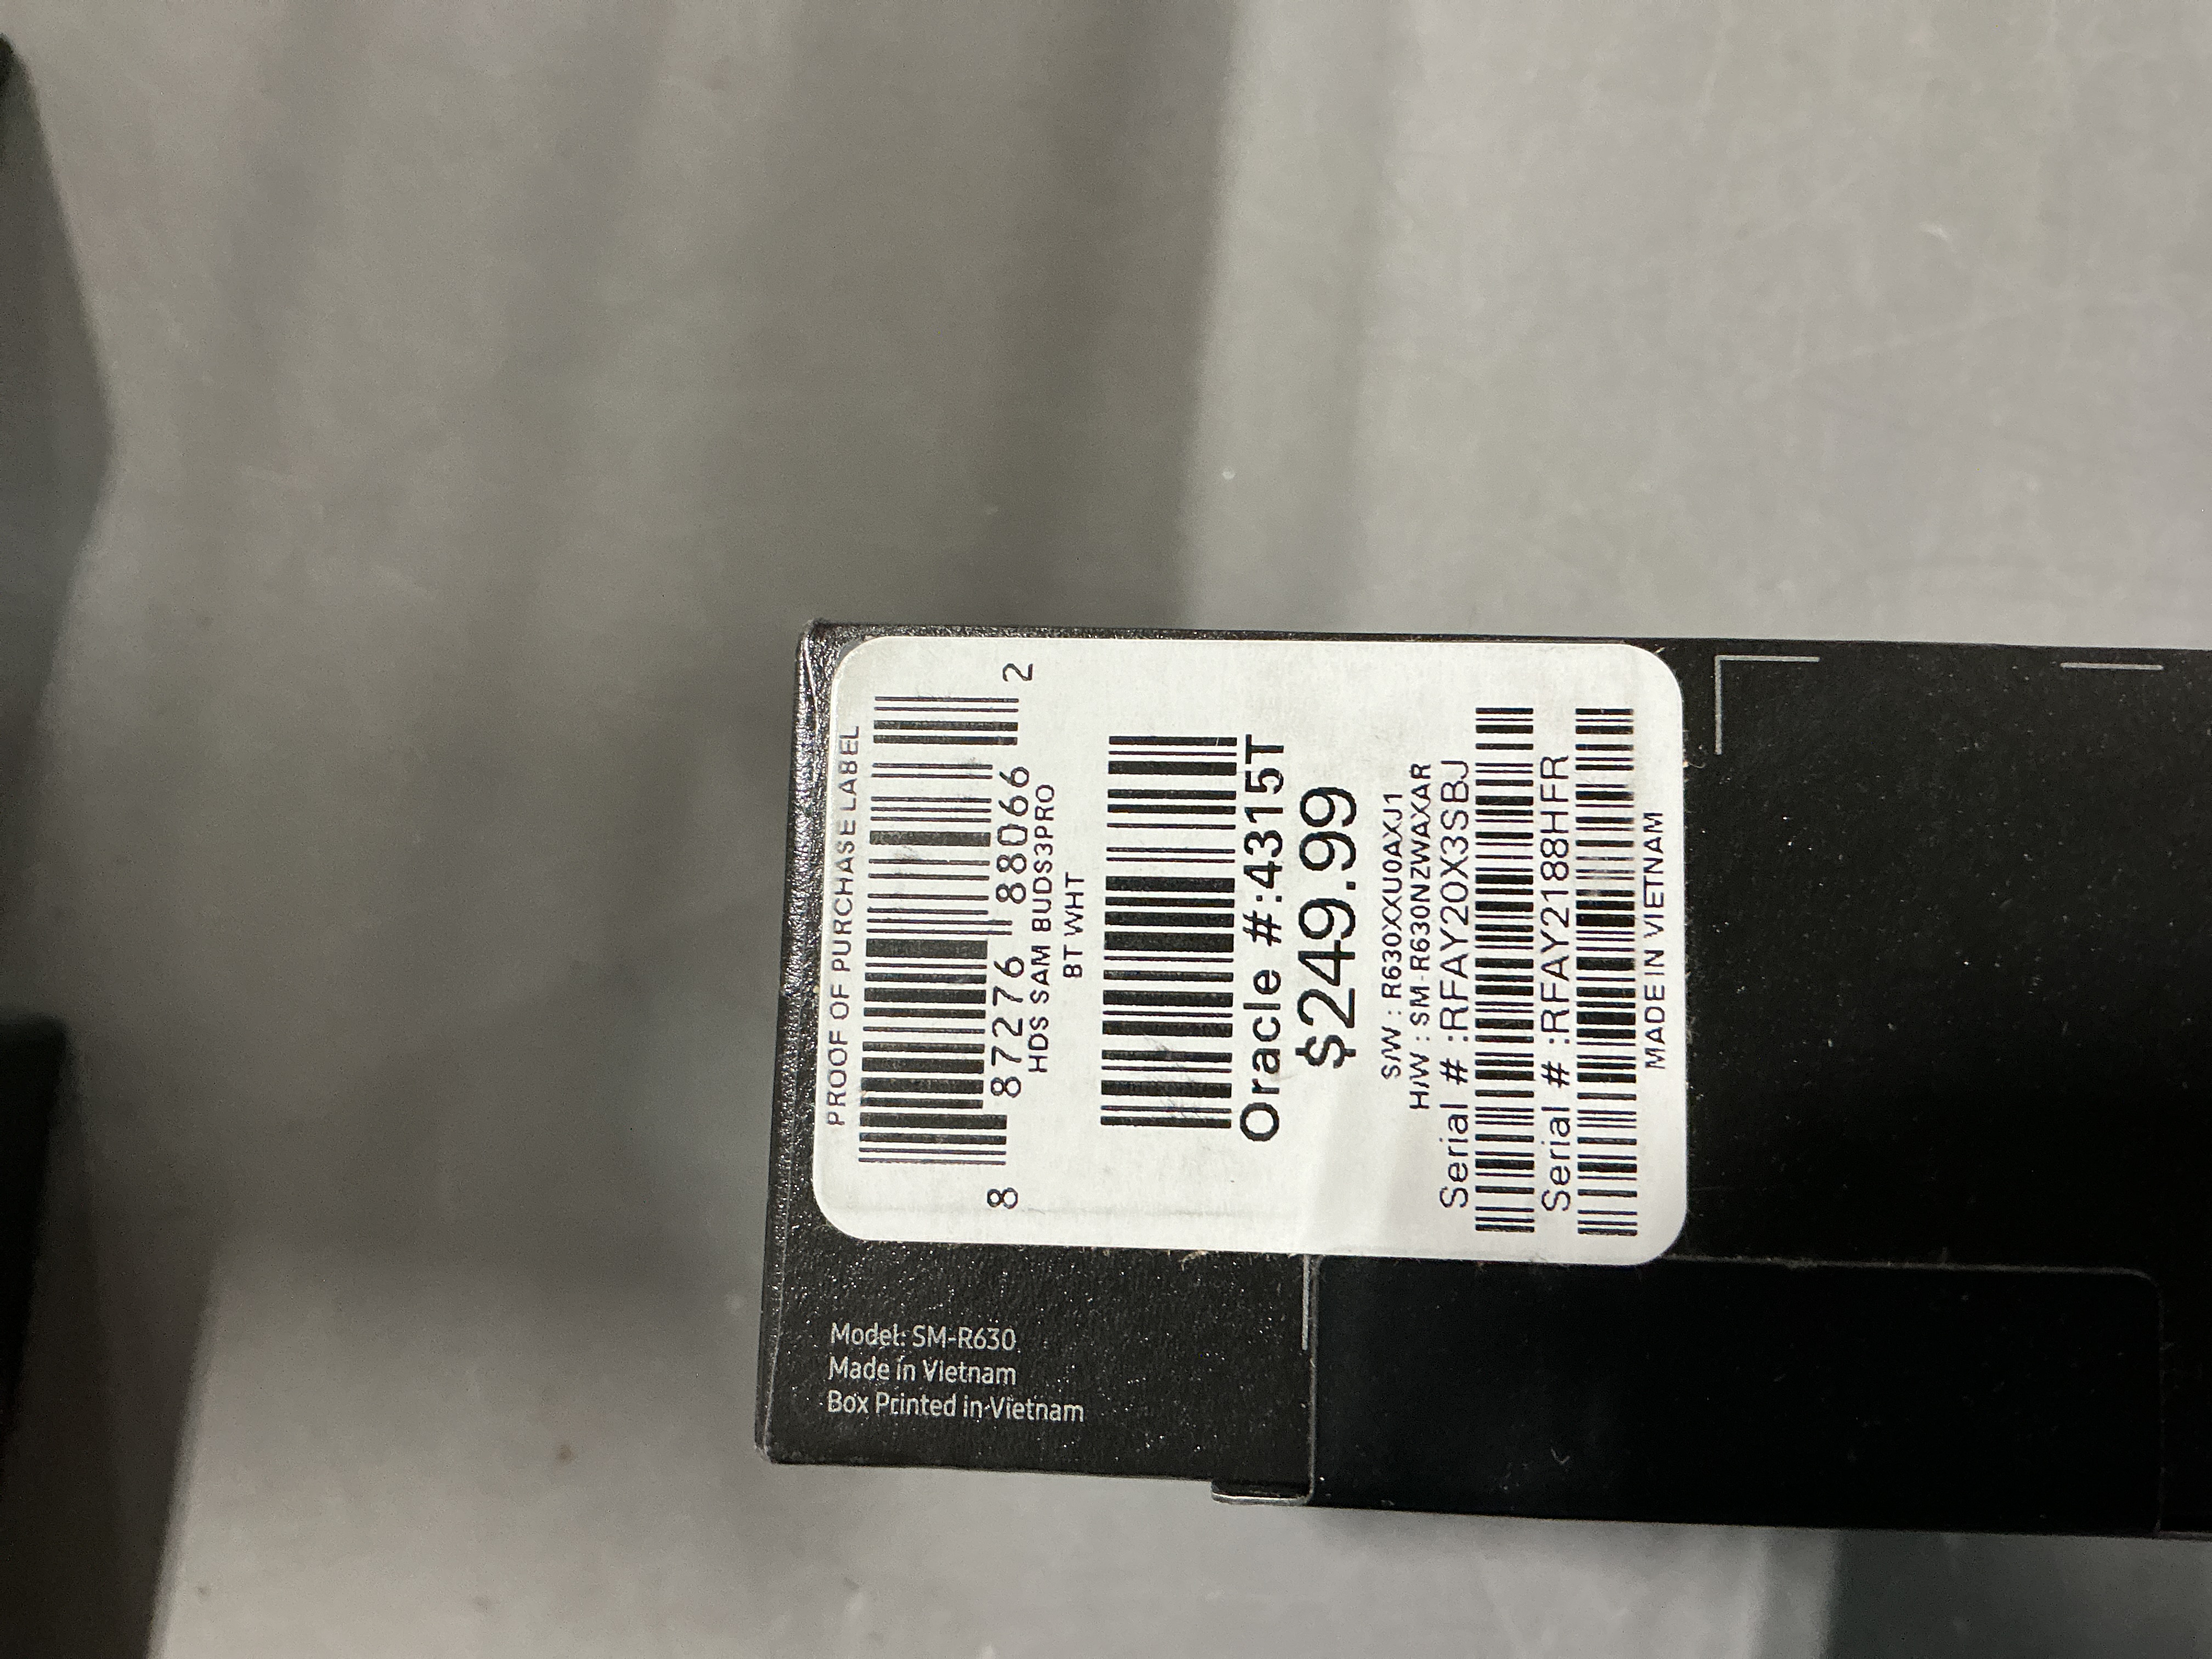 PROOF OF PURCHASE LABEL
8 87276 88066 2
HDS SAM BUDS3PRO
BT WHT
Oracle #:4315T
$249.99
S/W : R630XXU0AXJ1
H/W : SM-R630NZWAXAR
Serial # :RFAY20X3SBJ
Serial # :RFAY2188HFR
MADE IN VIETNAM
Model: SM-R630
Made in Vietnam
Box Printed in Vietnam